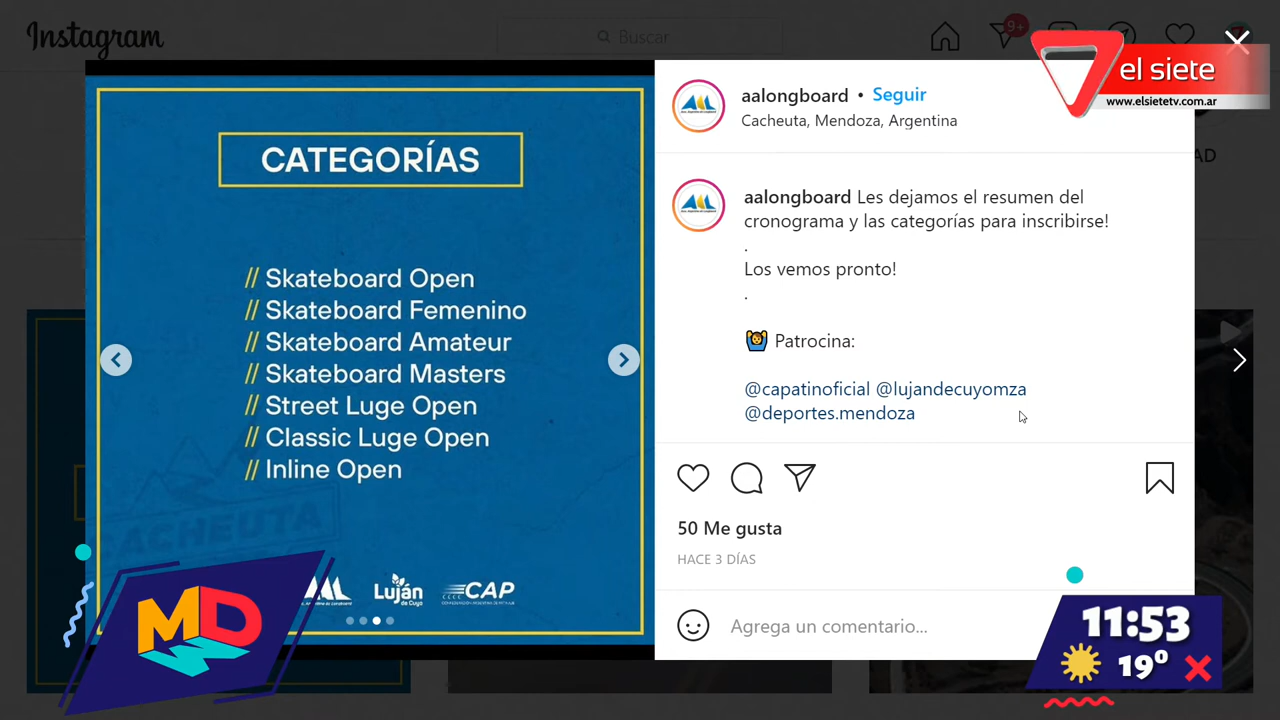 Instagram
Buscar
9+
el siete
www.elsietetv.com.ar
AD
CATEGORÍAS
// Skateboard Open
// Skateboard Femenino
// Skateboard Amateur
// Skateboard Masters
// Street Luge Open
// Classic Luge Open
// Inline Open
CACHEUTA
Luján
de Cuyo
CAP
aalongboard • Seguir
Cacheuta, Mendoza, Argentina
aalongboard Les dejamos el resumen del
cronograma y las categorías para inscribirse!
.
Los vemos pronto!
.
Patrocina:
@capatinoficial @lujandecuyomza
@deportes.mendoza
50 Me gusta
HACE 3 DÍAS
Agrega un comentario...
MD
11:53
19º